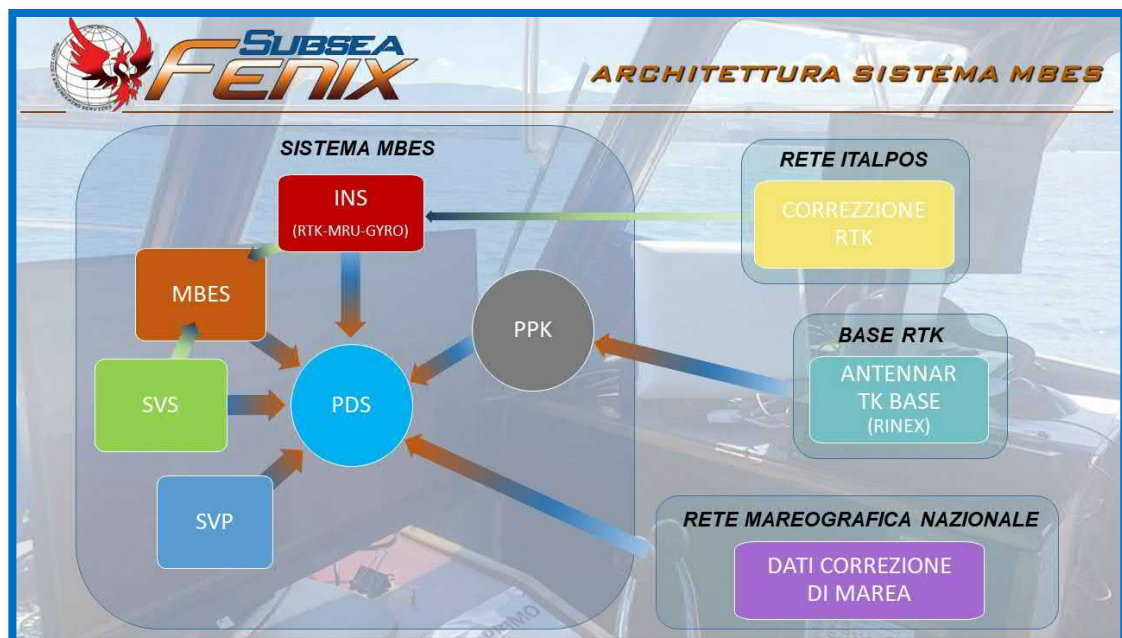 SUBSEA
FENIX
ARCHITETTURA SISTEMA MBES
SISTEMA MBES
INS
(RTK-MRU-GYRO)
MBES
SVS
SVP
PDS
PPK
RETE ITALPOS
CORREZZIONE
RTK
BASE RTK
ANTENNAR
TK BASE
(RINEX)
RETE MAREOGRAFICA NAZIONALE
DATI CORREZIONE
DI MAREA